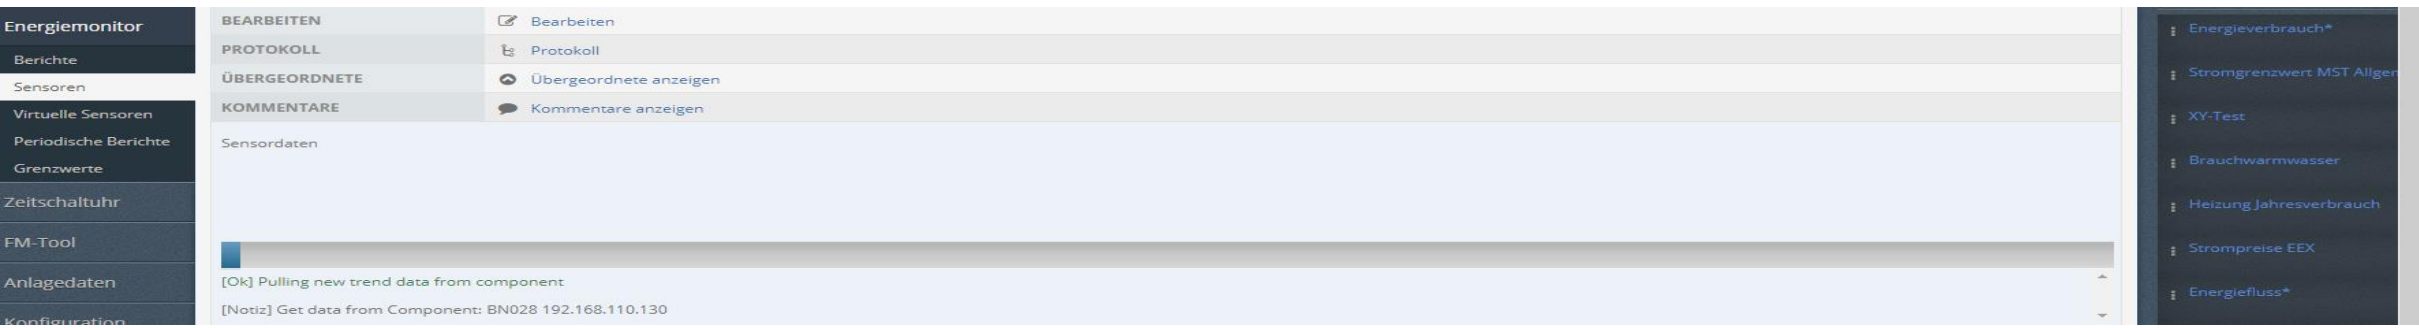 Energiemonitor
Berichte
Sensoren
Virtuelle Sensoren
Periodische Berichte
Grenzwerte
Zeitschaltuhr
FM-Tool
Anlagedaten
Konfiguration
BEARBEITEN Bearbeiten
PROTOKOLL Protokoll
ÜBERGEORDNETE Übergeordnete anzeigen
KOMMENTARE Kommentare anzeigen
Sensordaten
[Ok] Pulling new trend data from component
[Notiz] Get data from Component: BN028 192.168.110.130
Energieverbrauch*
Stromgrenzwert MST Allgem
XY-Test
Brauchwarmwasser
Heizung Jahresverbrauch
Strompreise EEX
Energiefluss*